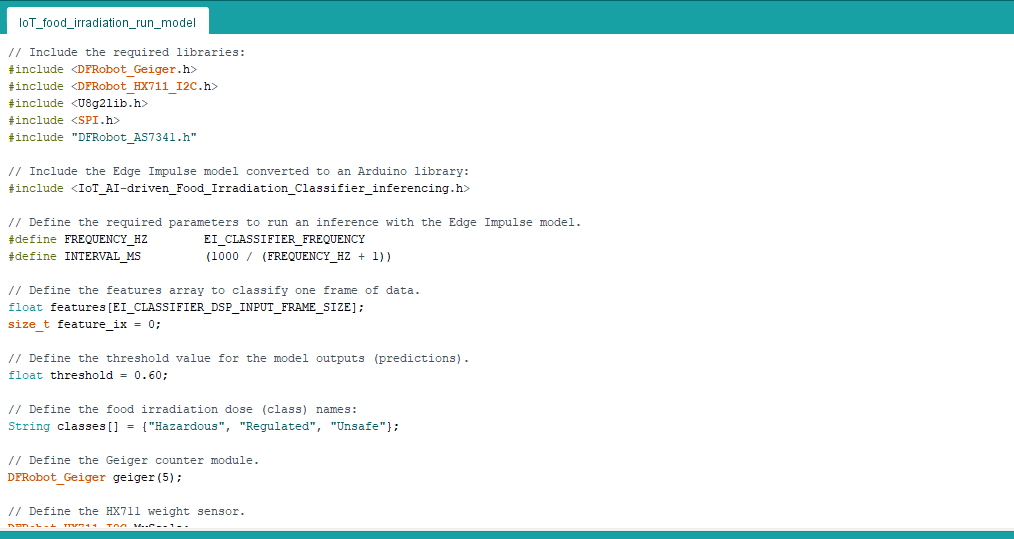 IoT_food_irradiation_run_model
// Include the required libraries:
#include <DFRobot_Geiger.h>
#include <DFRobot_HX711_I2C.h>
#include <U8g2lib.h>
#include <SPI.h>
#include "DFRobot_AS7341.h"
// Include the Edge Impulse model converted to an Arduino library:
#include <IoT_AI-driven_Food_Irradiation_Classifier_inferencing.h>
// Define the required parameters to run an inference with the Edge Impulse model.
#define FREQUENCY_HZ        EI_CLASSIFIER_FREQUENCY
#define INTERVAL_MS         (1000 / (FREQUENCY_HZ + 1))
// Define the features array to classify one frame of data.
float features[EI_CLASSIFIER_DSP_INPUT_FRAME_SIZE];
size_t feature_ix = 0;
// Define the threshold value for the model outputs (predictions).
float threshold = 0.60;
// Define the food irradiation dose (class) names:
String classes[] = {"Hazardous", "Regulated", "Unsafe"};
// Define the Geiger counter module.
DFRobot_Geiger geiger(5);
// Define the HX711 weight sensor.
DFRobot_HX711_I2C MyScale;